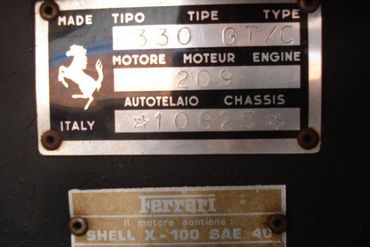 MADE TIPO TIPE TYPE
330 GT/C
MOTORE MOTEUR ENGINE
209
AUTOTELAIO CHASSIS
ITALY ☆10825☆
Ferrari
Il motore contiene:
SHELL X-100 SAE 40